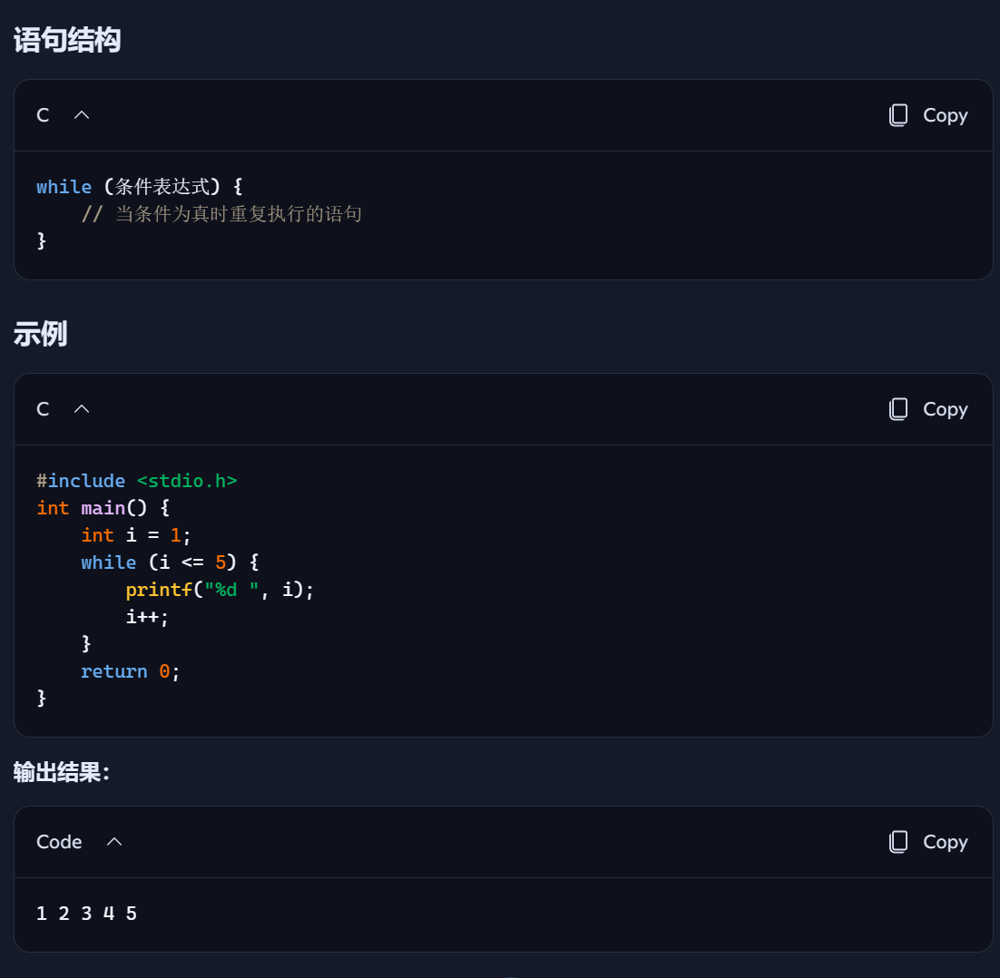 语句结构
C
Copy
while (条件表达式) {
    // 当条件为真时重复执行的语句
}
示例
C
Copy
#include <stdio.h>
int main() {
    int i = 1;
    while (i <= 5) {
        printf("%d ", i);
        i++;
    }
    return 0;
}
输出结果：
Code
Copy
1 2 3 4 5